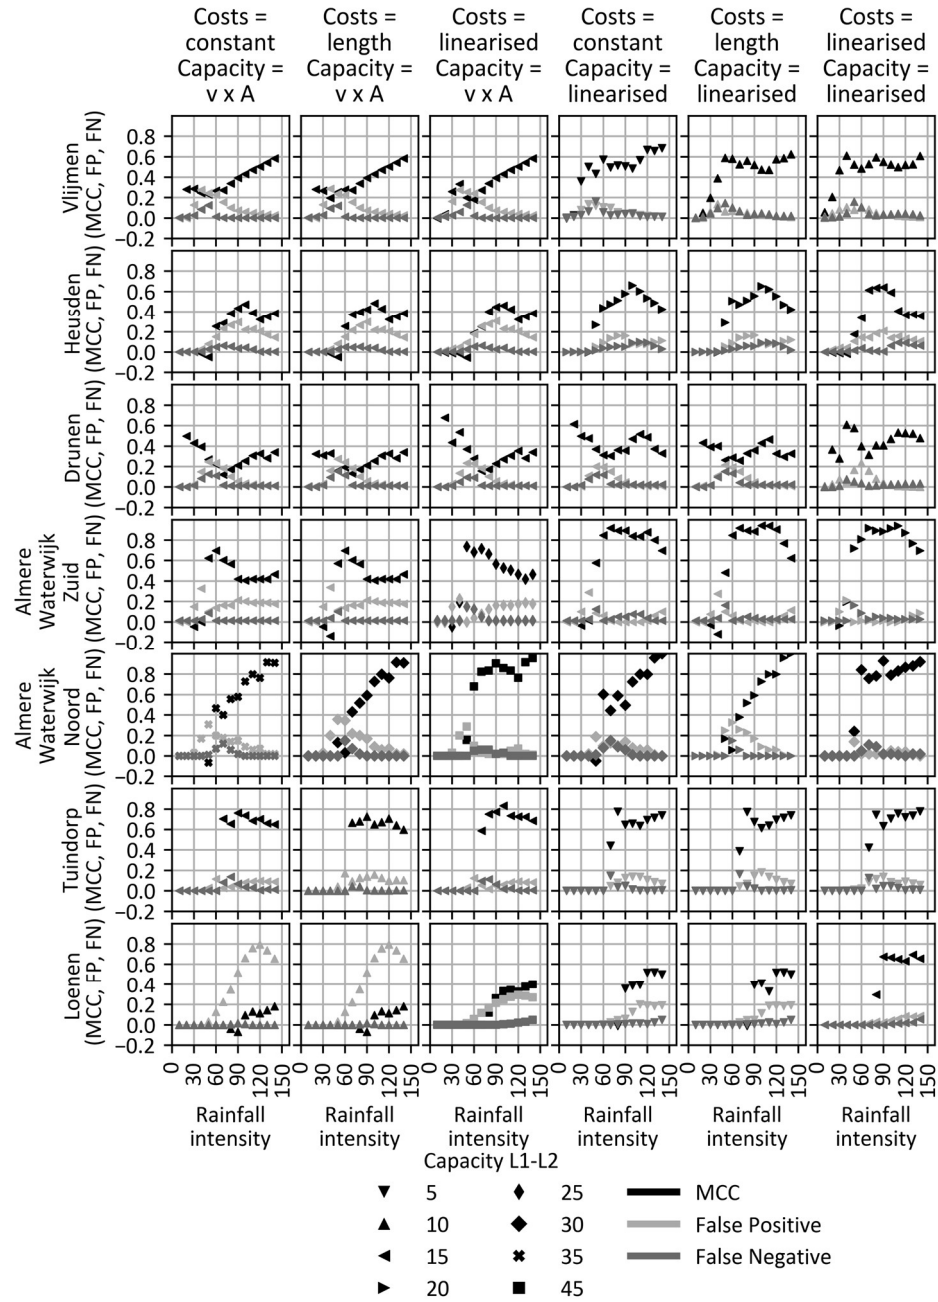 Costs = constant Capacity = v x A
Costs = length Capacity = v x A
Costs = linearised Capacity = v x A
Costs = constant Capacity = linearised
Costs = length Capacity = linearised
Costs = linearised Capacity = linearised
Vlijmen
(MCC, FP, FN)
0.8
0.6
0.4
0.2
0.0
−0.2
Heusden
(MCC, FP, FN)
0.8
0.6
0.4
0.2
0.0
−0.2
Drunen
(MCC, FP, FN)
0.8
0.6
0.4
0.2
0.0
−0.2
Almere
Waterwijk
Zuid
(MCC, FP, FN)
0.8
0.6
0.4
0.2
0.0
−0.2
Almere
Waterwijk
Noord
(MCC, FP, FN)
0.8
0.6
0.4
0.2
0.0
−0.2
Tuindorp
(MCC, FP, FN)
0.8
0.6
0.4
0.2
0.0
−0.2
Loenen
(MCC, FP, FN)
0.8
0.6
0.4
0.2
0.0
−0.2
0 30 60 90 120 150 0 30 60 90 120 150 0 30 60 90 120 150 0 30 60 90 120 150 0 30 60 90 120 150 0 30 60 90 120 150
Rainfall Rainfall Rainfall Rainfall Rainfall Rainfall
intensity intensity intensity intensity intensity intensity
Capacity L1-L2
5 25 MCC
10 30 False Positive
15 35 False Negative
20 45